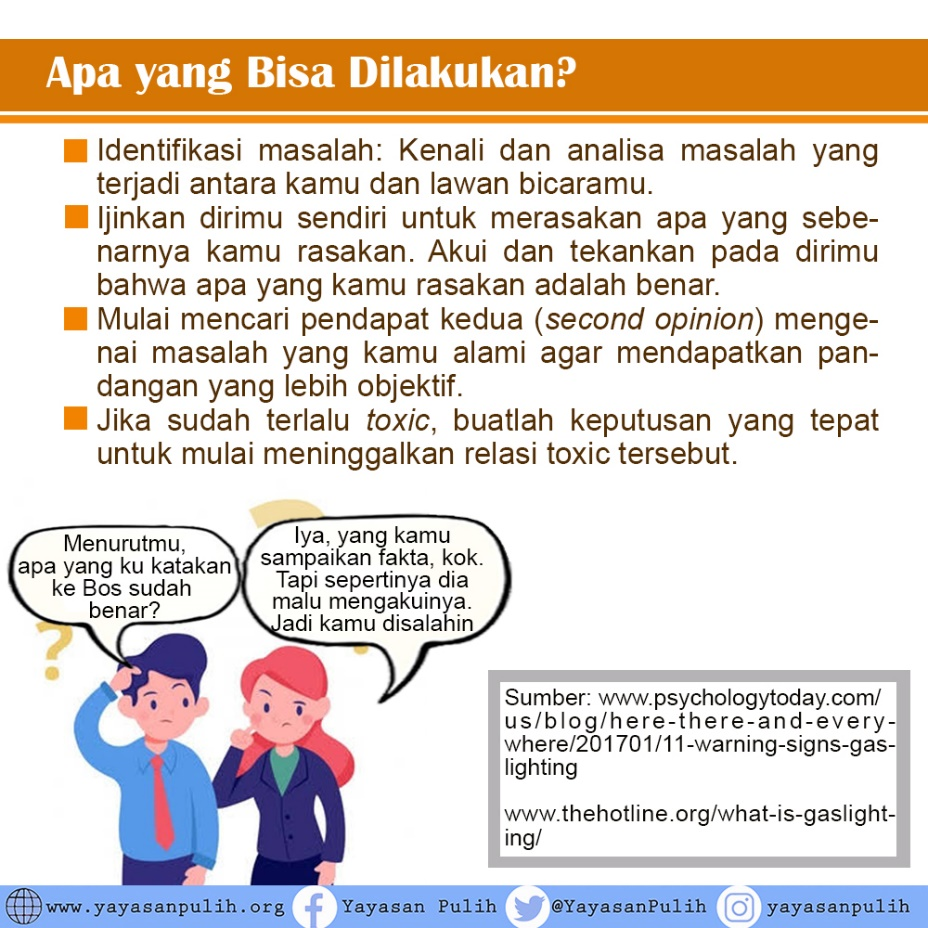 Apa yang Bisa Dilakukan?
Identifikasi masalah: Kenali dan analisa masalah yang
terjadi antara kamu dan lawan bicaramu.
Ijinkan dirimu sendiri untuk merasakan apa yang sebe-
narnya kamu rasakan. Akui dan tekankan pada dirimu
bahwa apa yang kamu rasakan adalah benar.
Mulai mencari pendapat kedua (second opinion) menge-
nai masalah yang kamu alami agar mendapatkan pan-
dangan yang lebih objektif.
Jika sudah terlalu toxic, buatlah keputusan yang tepat
untuk mulai meninggalkan relasi toxic tersebut.
Menurutmu,
apa yang ku katakan
ke Bos sudah
benar?
Iya, yang kamu
sampaikan fakta, kok.
Tapi sepertinya dia
malu mengakuinya.
Jadi kamu disalahin
?
Sumber: www.psychologytoday.com/
us/blog/here-there-and-every-
where/201701/11-warning-signs-gas-
lighting
www.thehotline.org/what-is-gaslight-
ing/
www.yayasanpulih.org Yayasan Pulih @YayasanPulih yayasanpulih